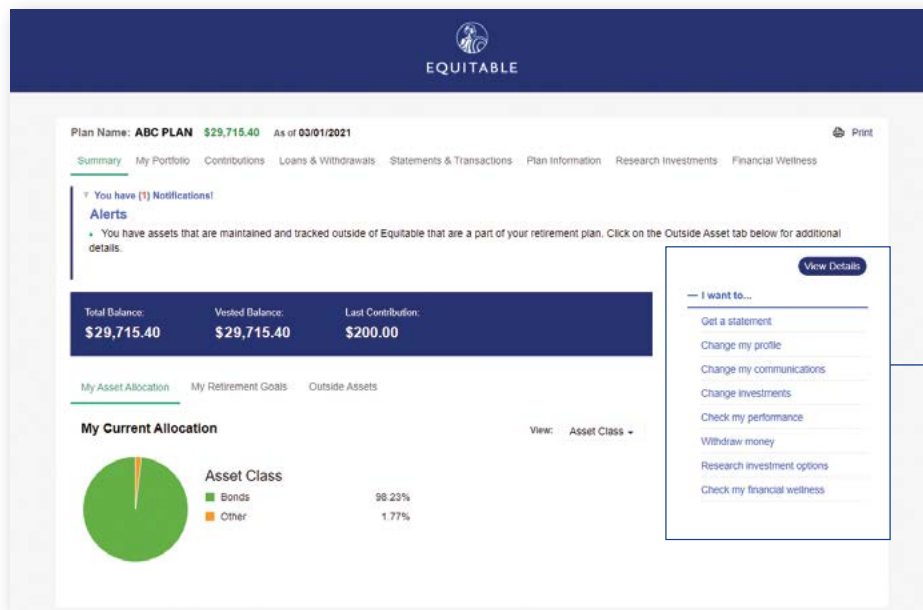 EQUITABLE
Plan Name: ABC PLAN $29,715.40 As of 03/01/2021
Print
Summary My Portfolio Contributions Loans & Withdrawals Statements & Transactions Plan Information Research Investments Financial Wellness
You have (1) Notifications!
Alerts
• You have assets that are maintained and tracked outside of Equitable that are a part of your retirement plan. Click on the Outside Asset tab below for additional
details.
View Details
Total Balance: Vested Balance: Last Contribution:
$29,715.40 $29,715.40 $200.00
— I want to...
Get a statement
Change my profile
Change my communications
Change investments
Check my performance
Withdraw money
Research investment options
Check my financial wellness
My Asset Allocation My Retirement Goals Outside Assets
My Current Allocation
View: Asset Class
Asset Class
Bonds 98.23%
Other 1.77%